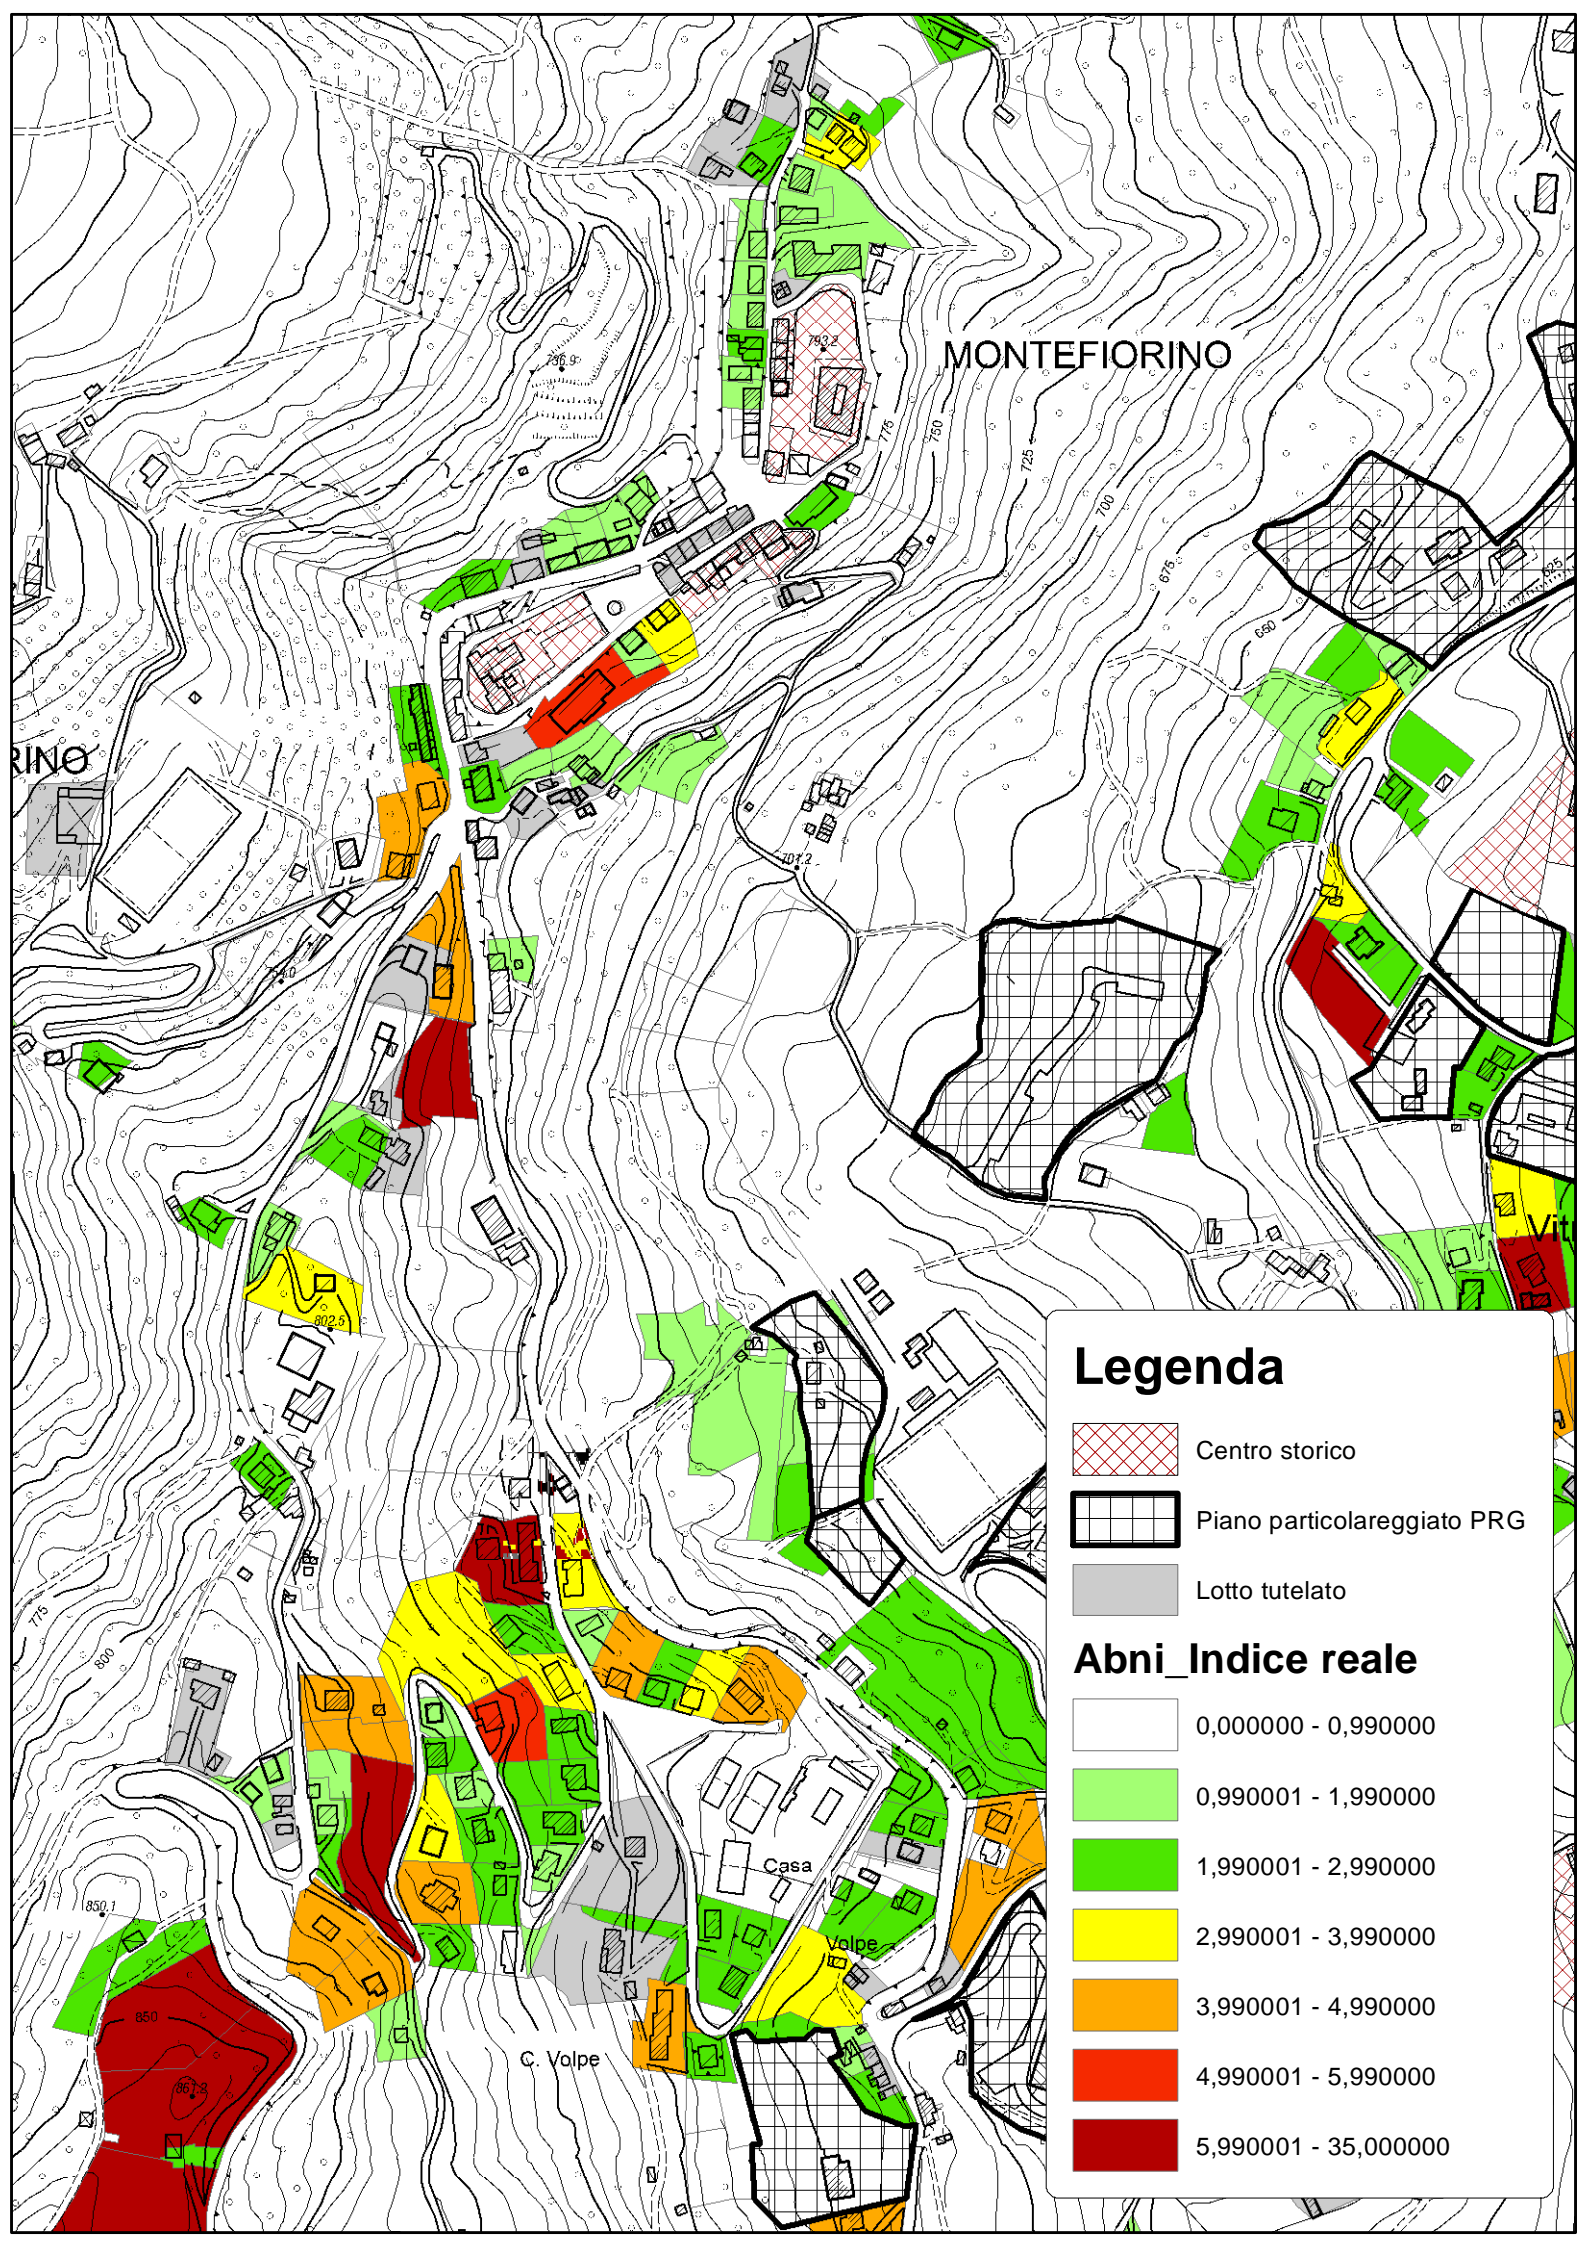 793.2
736.9
MONTEFIORINO
775
750
725
700
675
650
625
RINO
701.2
764.0
Vit
802.5
775
800
Casa
850.1
Volpe
850
851.2
C. Volpe
Legenda
Centro storico
Piano particolareggiato PRG
Lotto tutelato
Abni_Indice reale
0,000000 - 0,990000
0,990001 - 1,990000
1,990001 - 2,990000
2,990001 - 3,990000
3,990001 - 4,990000
4,990001 - 5,990000
5,990001 - 35,000000